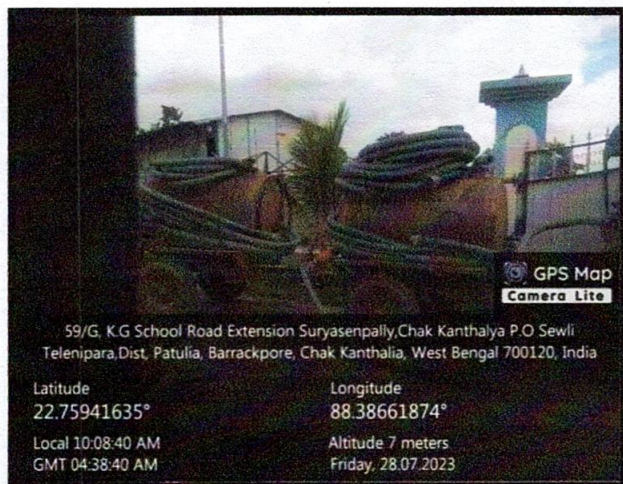 GPS Map
Camera Lite
59/G, K.G School Road Extension Suryasenpally,Chak Kanthalya P.O Sewli
Telenipara,Dist, Patulia, Barrackpore, Chak Kanthalia, West Bengal 700120, India
Latitude
22.75941635°
Longitude
88.38661874°
Local 10:08:40 AM
GMT 04:38:40 AM
Altitude 7 meters
Friday, 28.07.2023